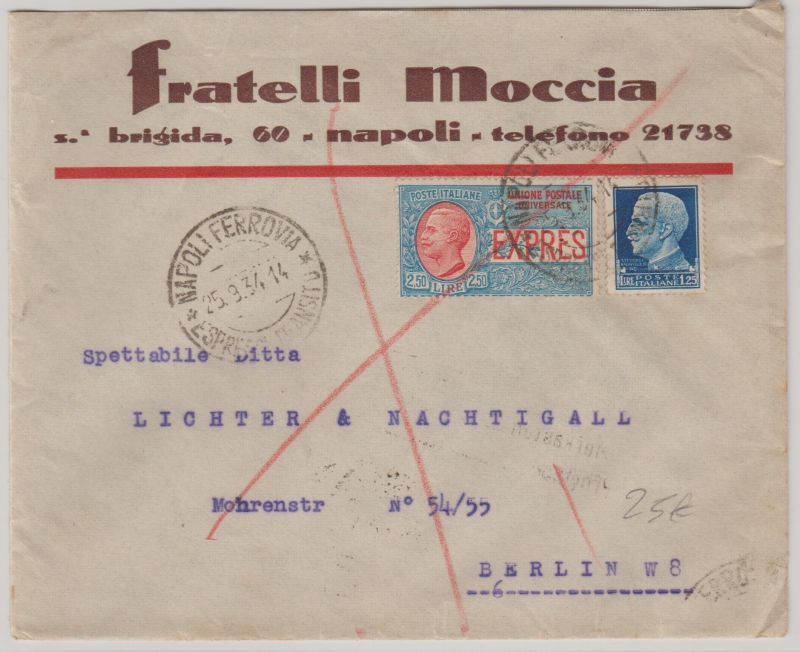 fratelli Moccia
s.ª brigida, 60 - napoli - telefono 21738
POSTE ITALIANE
UNIONE POSTALE
UNIVERSALE
EXPRES
2,50 LIRE 2,50
LIRE POSTE ITALIANE 1,25
NAPOLI FERROVIA
25.9.34.14
Spettabile Ditta
LICHTER & NACHTIGALL
Mohrenstr Nº 54/55
25€
BERLIN W8
6